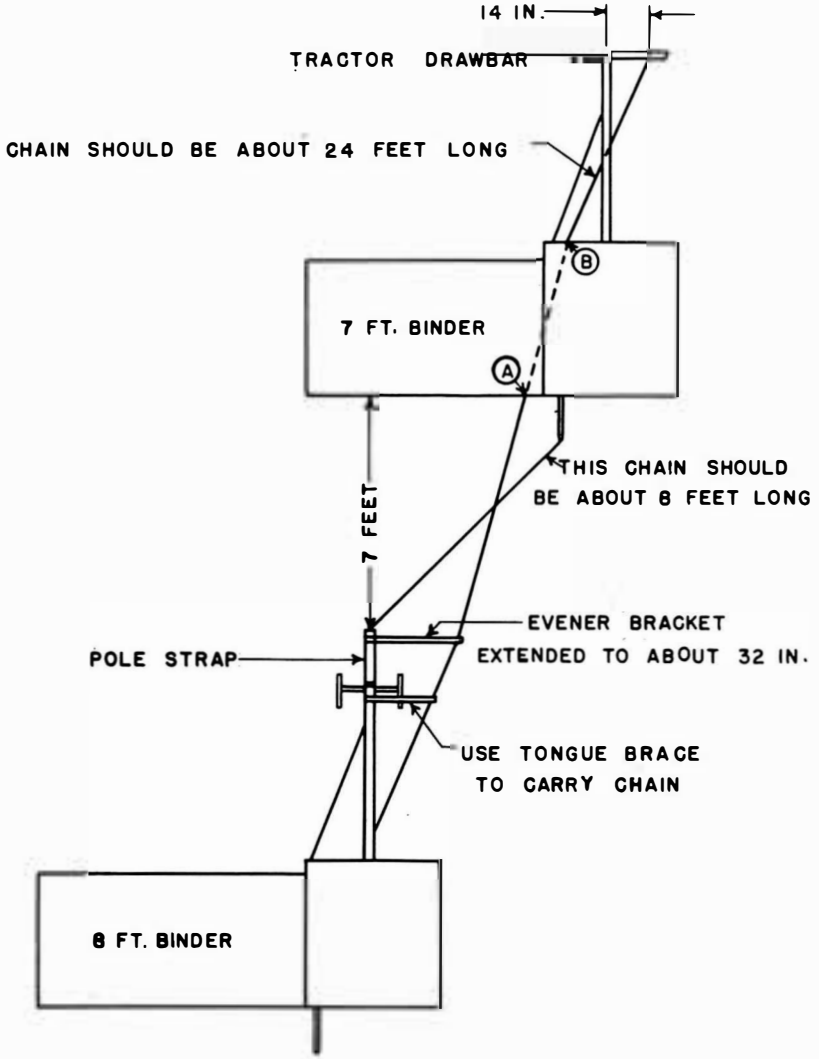 14 IN.
TRACTOR DRAWBAR
CHAIN SHOULD BE ABOUT 24 FEET LONG
B
7 FT. BINDER
A
THIS CHAIN SHOULD
BE ABOUT 8 FEET LONG
7 FEET
EVENER BRACKET
EXTENDED TO ABOUT 32 IN.
POLE STRAP
USE TONGUE BRACE
TO CARRY CHAIN
8 FT. BINDER